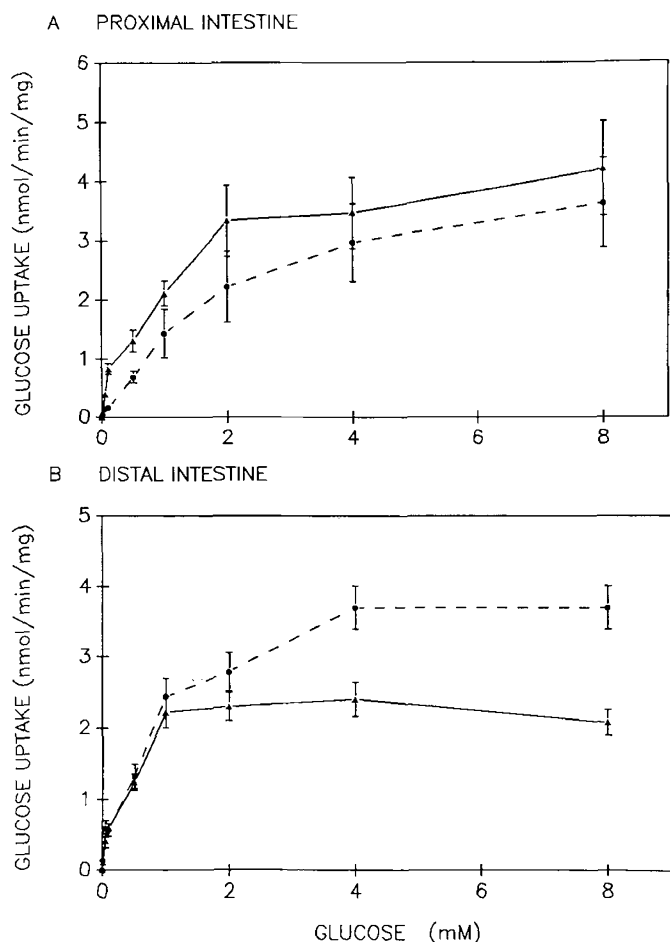 A PROXIMAL INTESTINE
GLUCOSE UPTAKE (nmol/min/mg)
6
5
4
3
2
1
0
0 2 4 6 8
B DISTAL INTESTINE
GLUCOSE UPTAKE (nmol/min/mg)
5
4
3
2
1
0
0 2 4 6 8
GLUCOSE (mM)